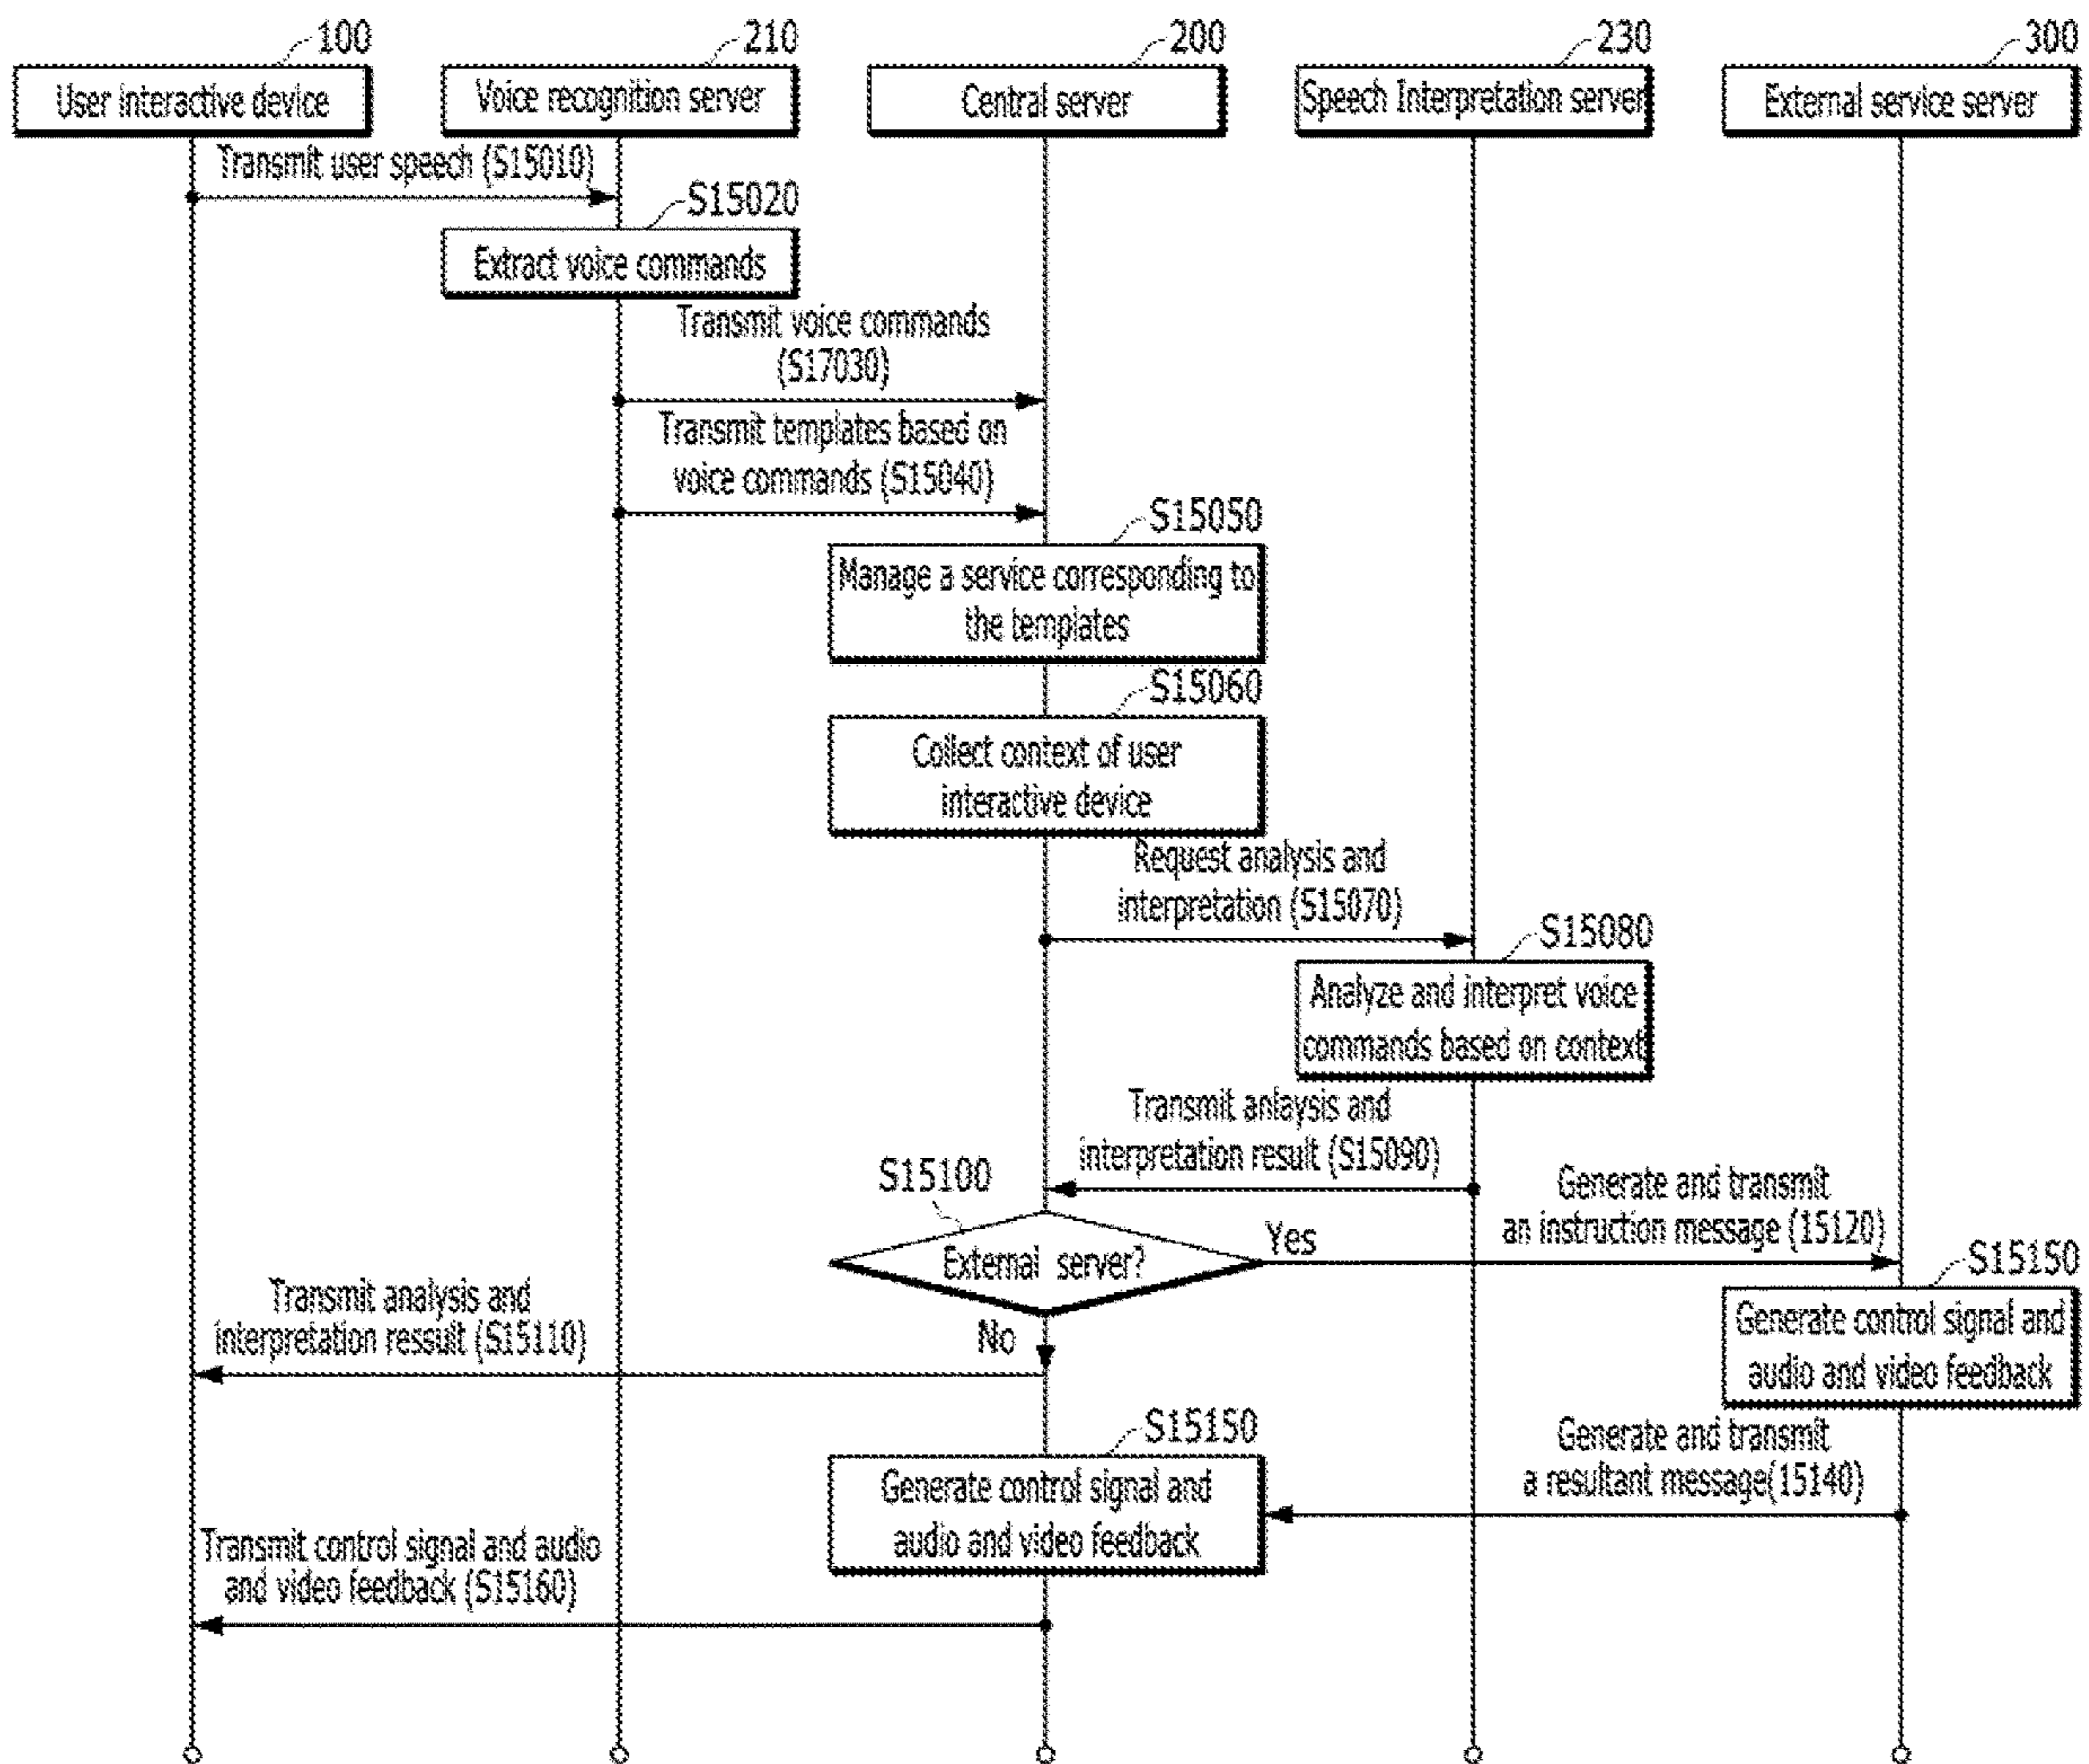 100
210
200
230
300
User interactive device
Voice recognition server
Central server
Speech Interpretation server
External service server
Transmit user speech (S15010)
S15020
Extract voice commands
Transmit voice commands
(S17030)
Transmit templates based on
voice commands (S15040)
S15050
Manage a service corresponding to
the templates
S15060
Collect context of user
interactive device
Request analysis and
interpretation (S15070)
S15080
Analyze and interpret voice
commands based on context
Transmit anlaysis and
interpretation result (S15090)
S15100
External server?
Yes
No
Generate and transmit
an instruction message (15120)
S15150
Generate control signal and
audio and video feedback
Transmit analysis and
interpretation ressult (S15110)
Generate and transmit
a resultant message(15140)
S15150
Generate control signal and
audio and video feedback
Transmit control signal and audio
and video feedback (S15160)